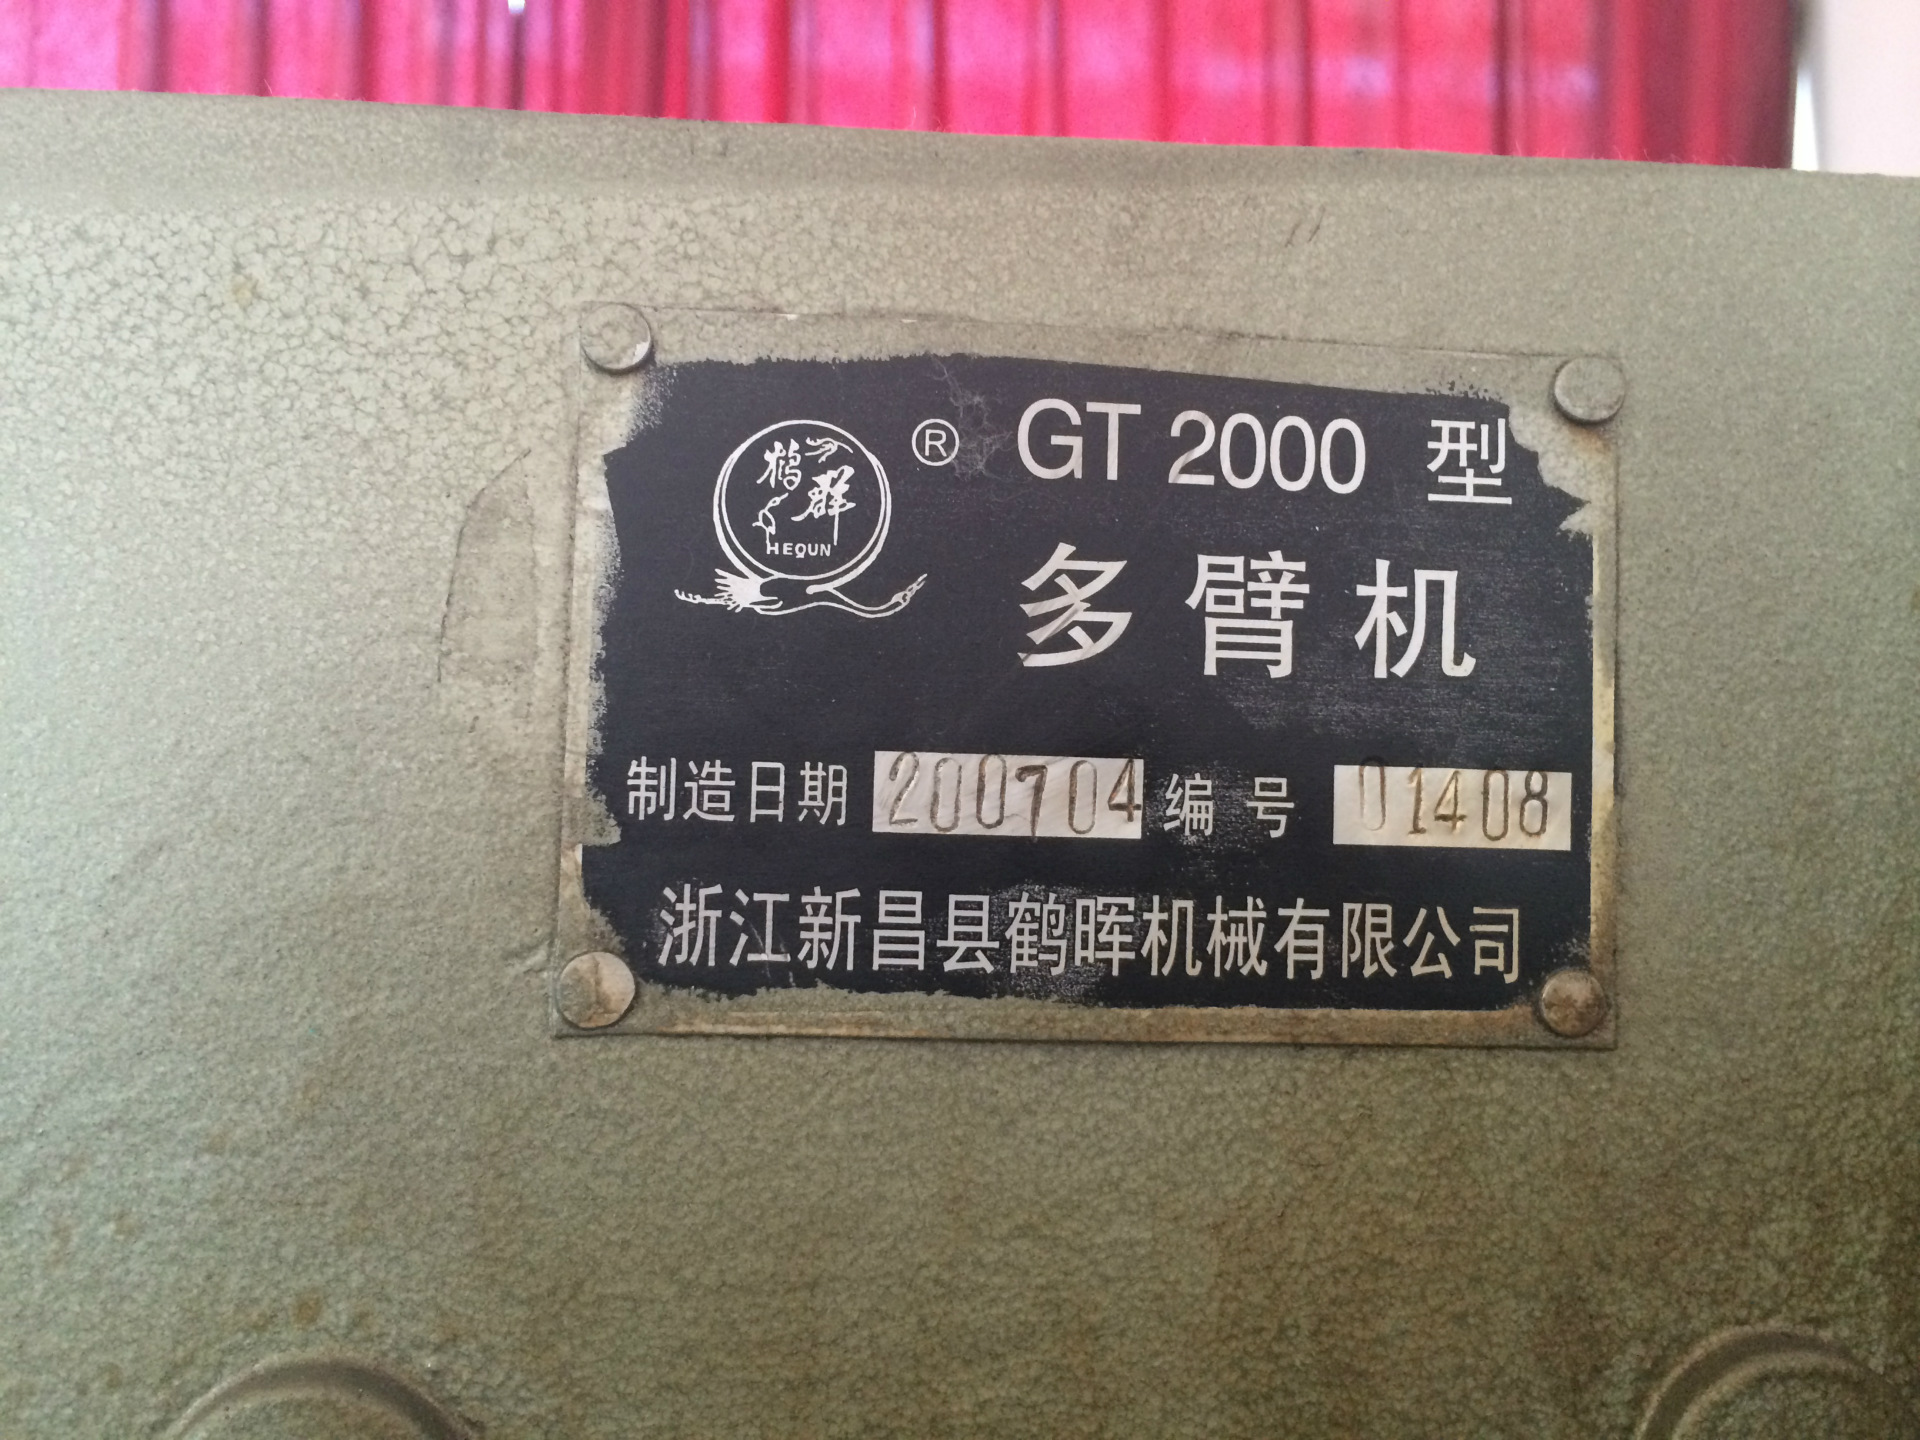 鹤群
HEQUN
® GT 2000 型
多臂机
制造日期 200704 编号 01408
浙江新昌县鹤晖机械有限公司